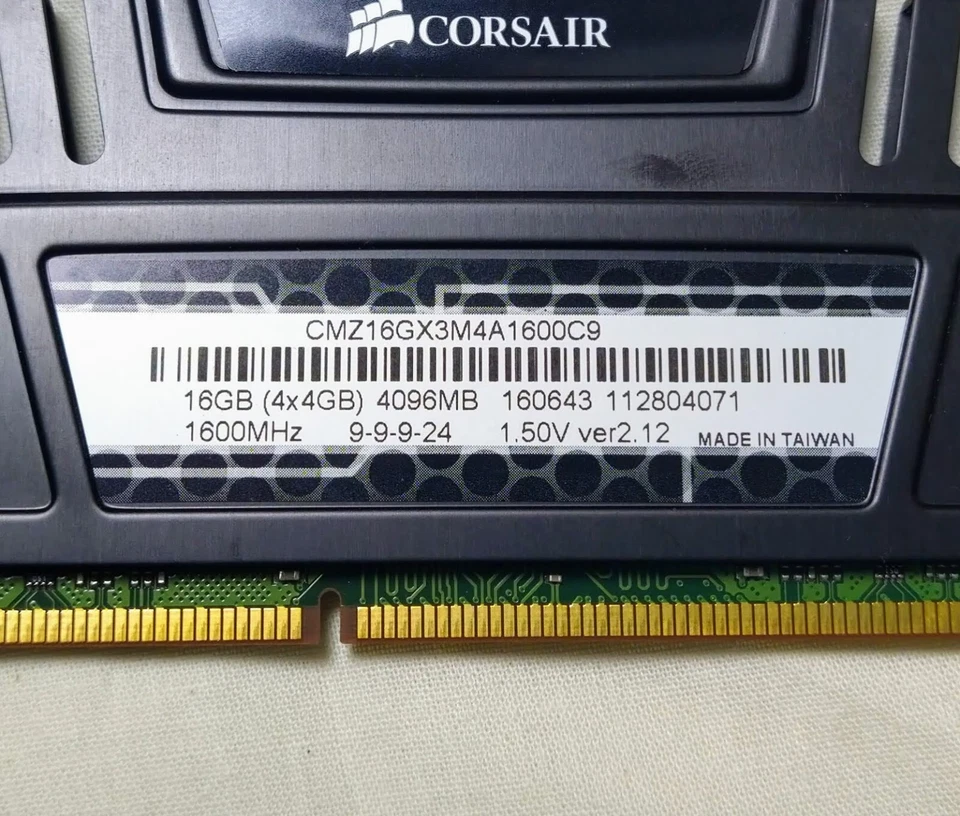 CORSAIR
CMZ16GX3M4A1600C9
16GB (4x4GB) 4096MB 160643 112804071
1600MHz 9-9-9-24 1.50V ver2.12 MADE IN TAIWAN